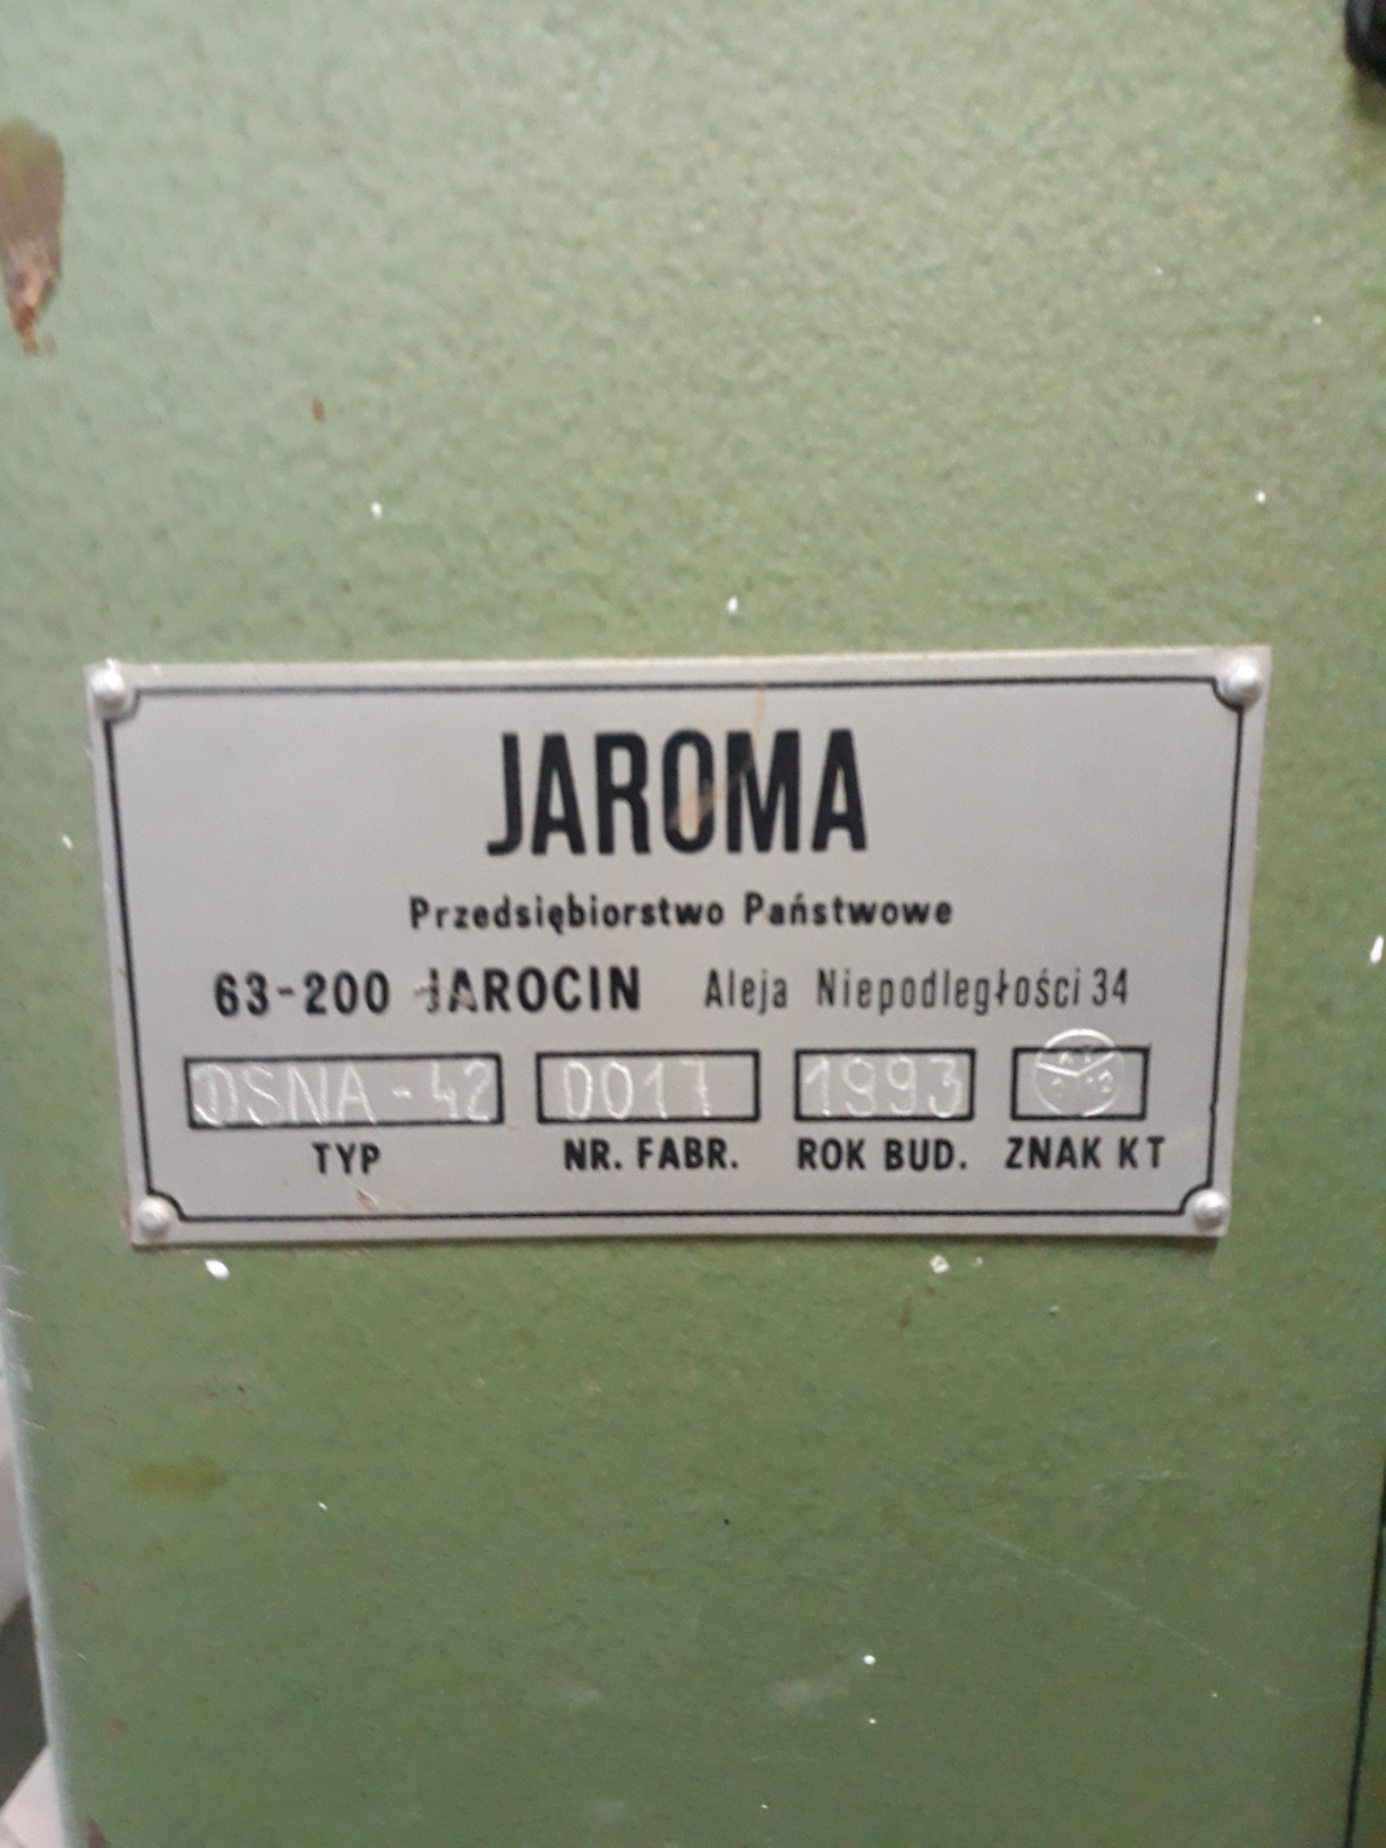 JAROMA
Przedsiębiorstwo Państwowe
63-200 JAROCIN Aleja Niepodległości 34
DSNA-42 0017 1993
TYP NR. FABR. ROK BUD. ZNAK KT